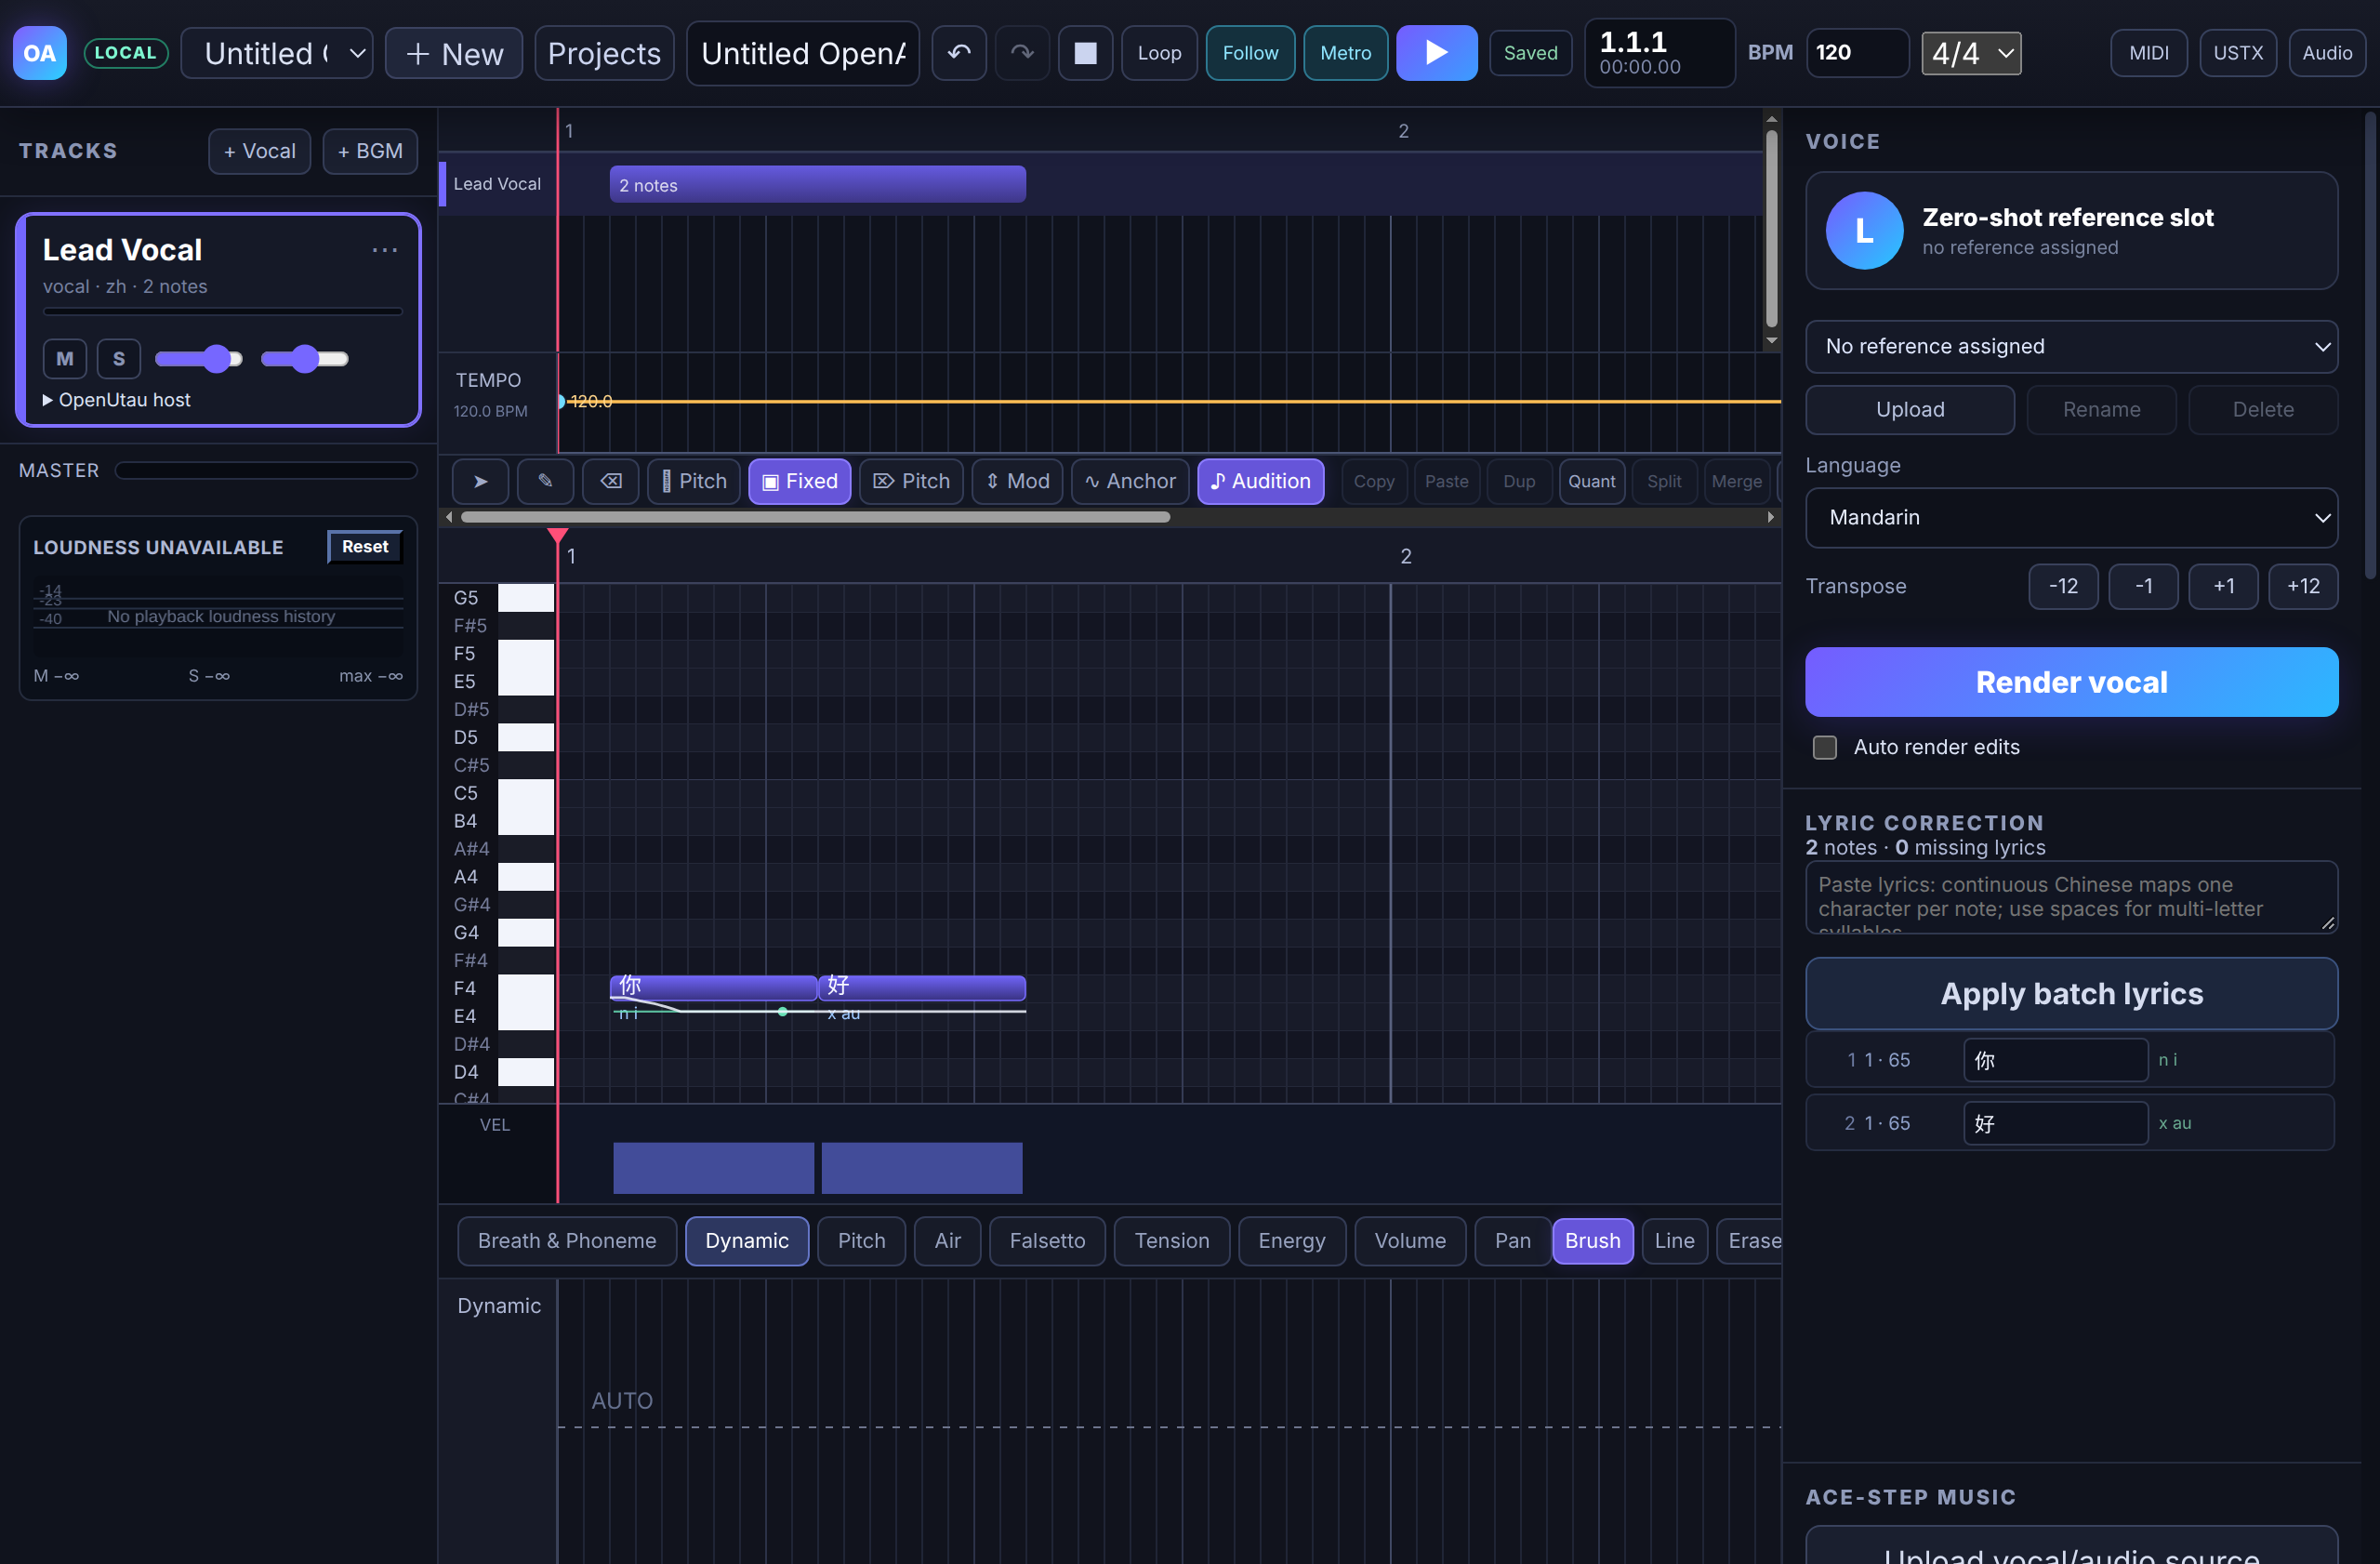 OA LOCAL Untitled ( + New Projects Untitled OpenA Loop Follow Metro Saved 1.1.1 BPM 120 4/4 MIDI USTX Audio
00:00.00
TRACKS + Vocal + BGM
Lead Vocal ...
vocal · zh · 2 notes
M S
OpenUtau host
MASTER
LOUDNESS UNAVAILABLE Reset
-14
-23
-40 No playback loudness history
M −∞ S −∞ max −∞
1 2
Lead Vocal 2 notes
TEMPO
120.0 BPM 120.0
Pitch Fixed Pitch Mod Anchor Audition Copy Paste Dup Quant Split Merge
1 2
G5
F#5
F5
E5
D#5
D5
C#5
C5
B4
A#4
A4
G#4
G4
F#4
F4 你 好
E4 n i x au
D#4
D4
C#4
VEL
Breath & Phoneme Dynamic Pitch Air Falsetto Tension Energy Volume Pan Brush Line Erase
Dynamic
AUTO
VOICE
L Zero-shot reference slot
no reference assigned
No reference assigned
Upload Rename Delete
Language
Mandarin
Transpose -12 -1 +1 +12
Render vocal
Auto render edits
LYRIC CORRECTION
2 notes · 0 missing lyrics
Paste lyrics: continuous Chinese maps one
character per note; use spaces for multi-letter
syllables
Apply batch lyrics
1 1 · 65 你 n i
2 1 · 65 好 x au
ACE-STEP MUSIC
Upload vocal/audio source